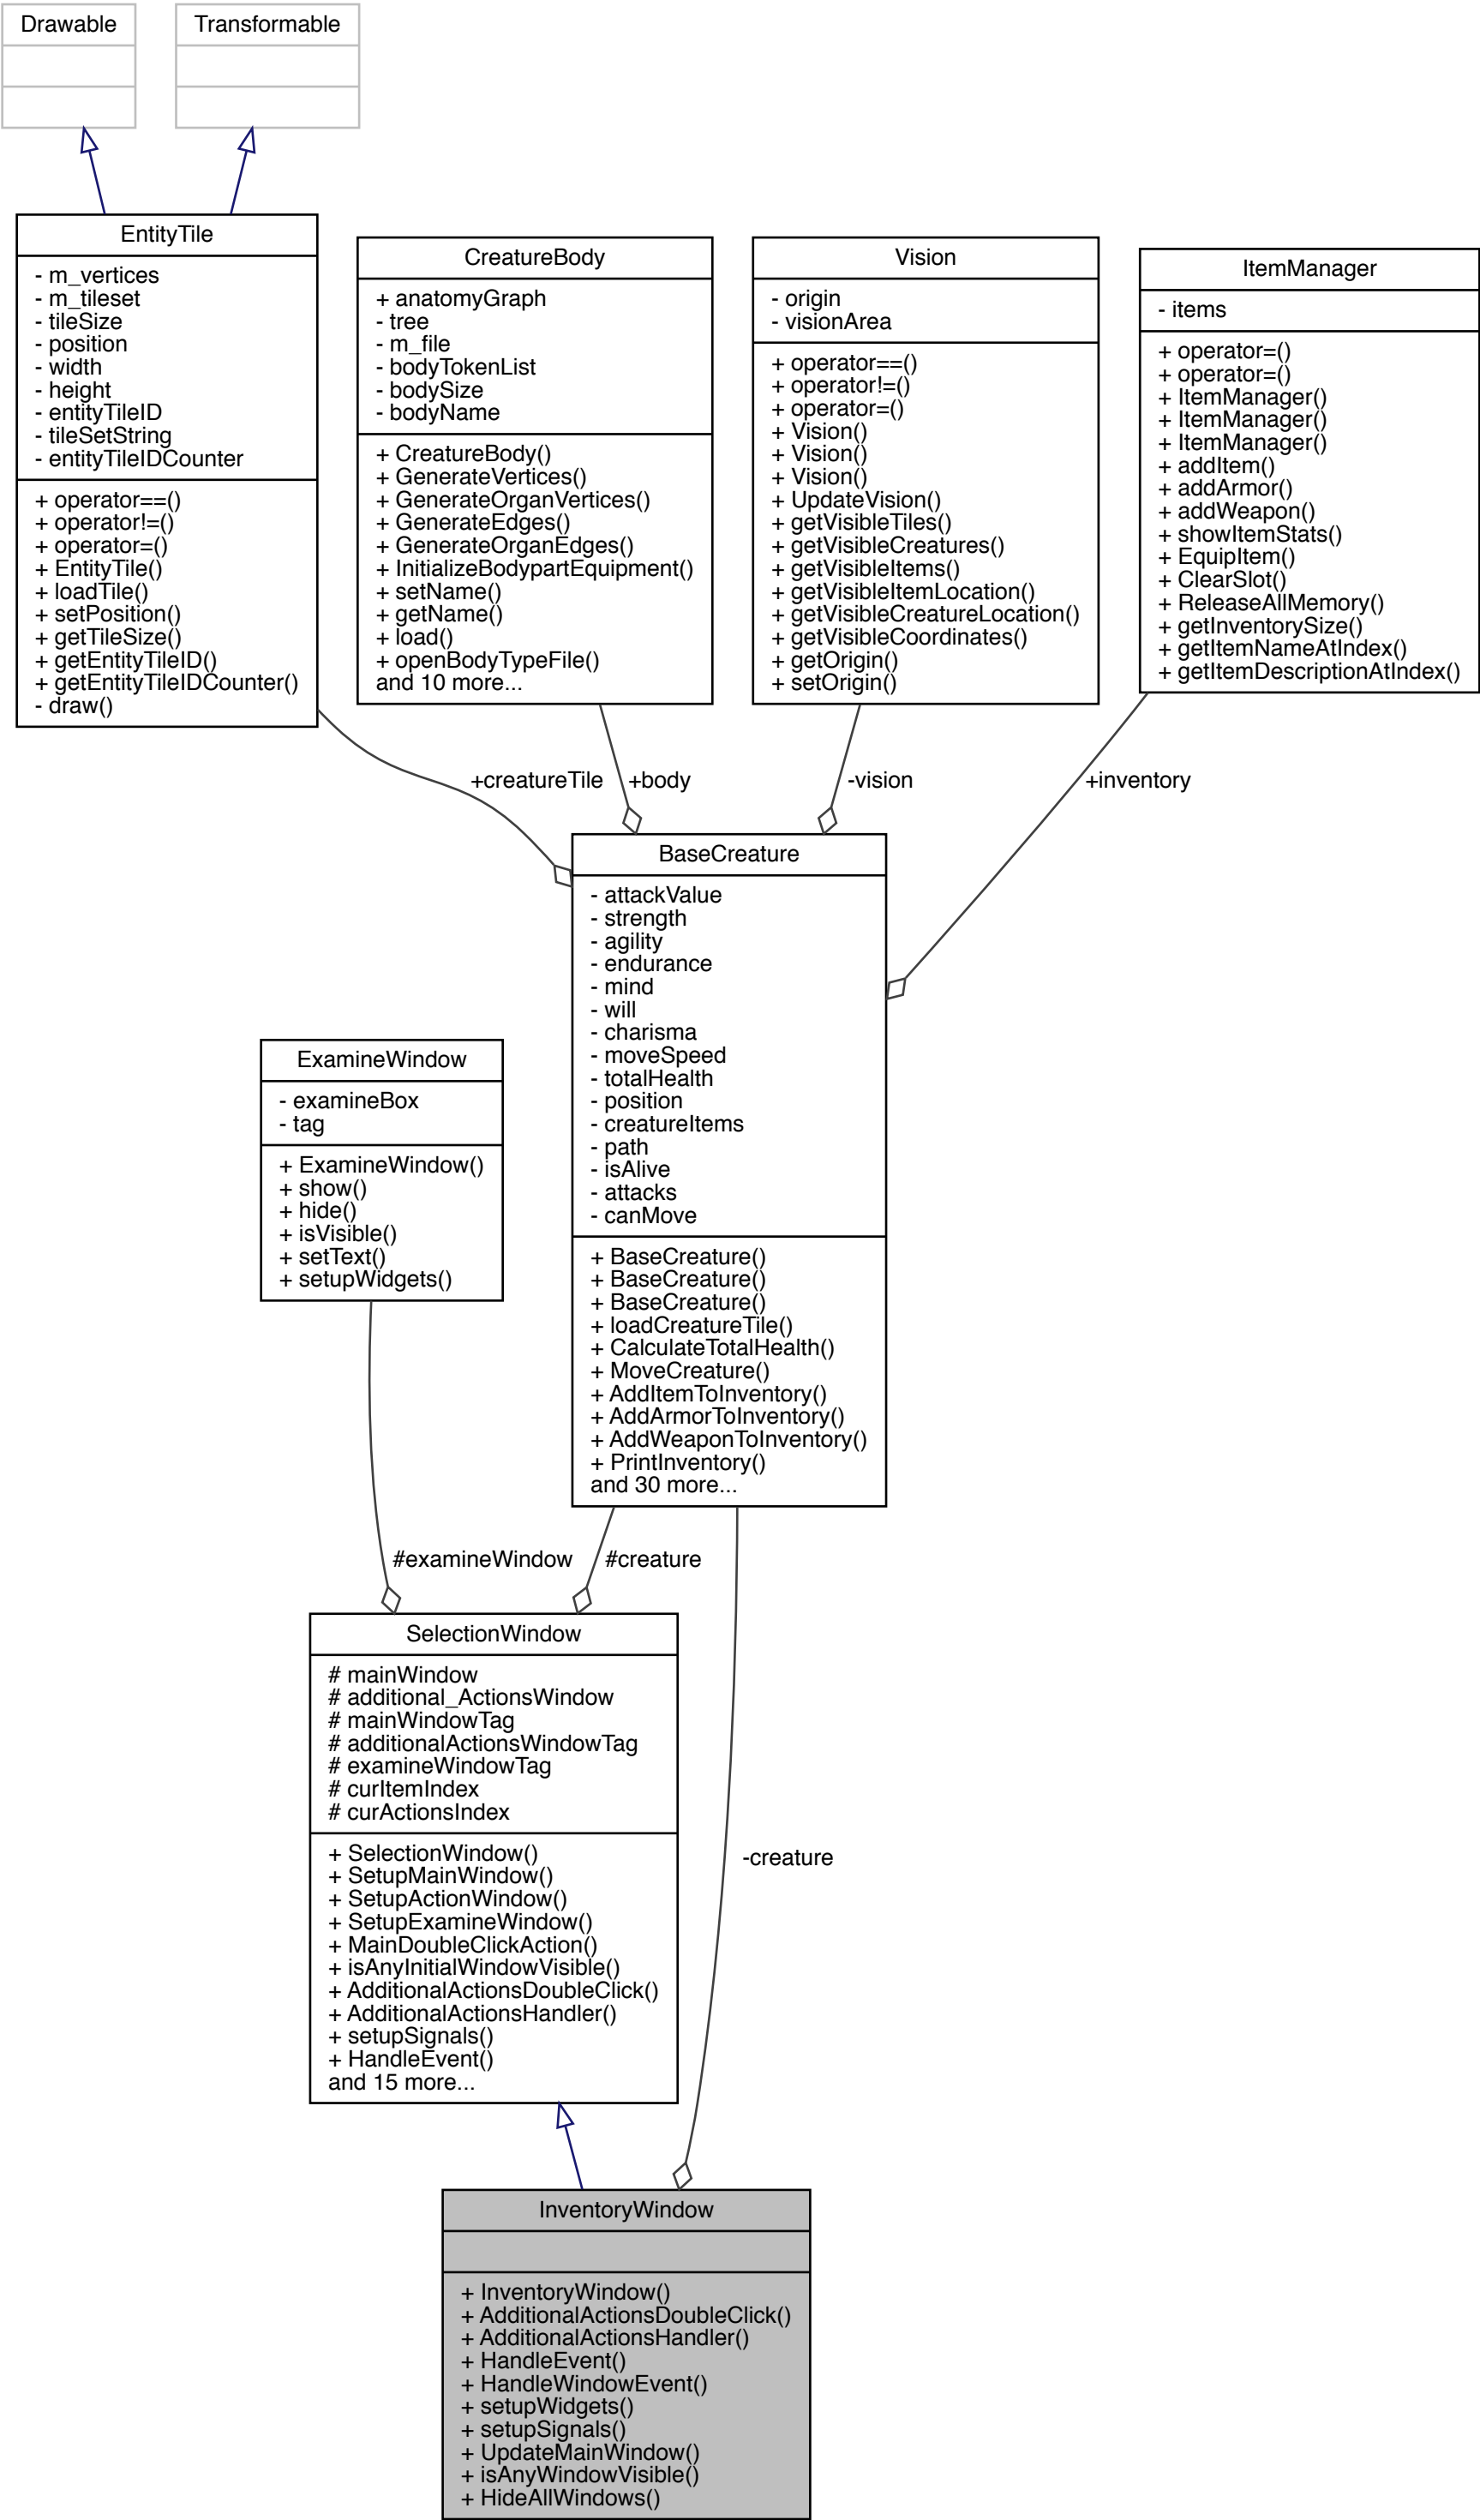 Drawable
Transformable
EntityTile
- m_vertices
- m_tileset
- tileSize
- position
- width
- height
- entityTileID
- tileSetString
- entityTileIDCounter
+ operator==()
+ operator!=()
+ operator=()
+ EntityTile()
+ loadTile()
+ setPosition()
+ getTileSize()
+ getEntityTileID()
+ getEntityTileIDCounter()
- draw()
CreatureBody
+ anatomyGraph
- tree
- m_file
- bodyTokenList
- bodySize
- bodyName
+ CreatureBody()
+ GenerateVertices()
+ GenerateOrganVertices()
+ GenerateEdges()
+ GenerateOrganEdges()
+ InitializeBodypartEquipment()
+ setName()
+ getName()
+ load()
+ openBodyTypeFile()
and 10 more...
Vision
- origin
- visionArea
+ operator==()
+ operator!=()
+ operator=()
+ Vision()
+ Vision()
+ Vision()
+ UpdateVision()
+ getVisibleTiles()
+ getVisibleCreatures()
+ getVisibleItems()
+ getVisibleItemLocation()
+ getVisibleCreatureLocation()
+ getVisibleCoordinates()
+ getOrigin()
+ setOrigin()
ItemManager
- items
+ operator=()
+ operator=()
+ ItemManager()
+ ItemManager()
+ ItemManager()
+ addItem()
+ addArmor()
+ addWeapon()
+ showItemStats()
+ EquipItem()
+ ClearSlot()
+ ReleaseAllMemory()
+ getInventorySize()
+ getItemNameAtIndex()
+ getItemDescriptionAtIndex()
+creatureTile
+body
-vision
+inventory
BaseCreature
- attackValue
- strength
- agility
- endurance
- mind
- will
- charisma
- moveSpeed
- totalHealth
- position
- creatureItems
- path
- isAlive
- attacks
- canMove
+ BaseCreature()
+ BaseCreature()
+ BaseCreature()
+ loadCreatureTile()
+ CalculateTotalHealth()
+ MoveCreature()
+ AddItemToInventory()
+ AddArmorToInventory()
+ AddWeaponToInventory()
+ PrintInventory()
and 30 more...
ExamineWindow
- examineBox
- tag
+ ExamineWindow()
+ show()
+ hide()
+ isVisible()
+ setText()
+ setupWidgets()
#examineWindow
#creature
SelectionWindow
# mainWindow
# additional_ActionsWindow
# mainWindowTag
# additionalActionsWindowTag
# examineWindowTag
# curItemIndex
# curActionsIndex
+ SelectionWindow()
+ SetupMainWindow()
+ SetupActionWindow()
+ SetupExamineWindow()
+ MainDoubleClickAction()
+ isAnyInitialWindowVisible()
+ AdditionalActionsDoubleClick()
+ AdditionalActionsHandler()
+ setupSignals()
+ HandleEvent()
and 15 more...
-creature
InventoryWindow
+ InventoryWindow()
+ AdditionalActionsDoubleClick()
+ AdditionalActionsHandler()
+ HandleEvent()
+ HandleWindowEvent()
+ setupWidgets()
+ setupSignals()
+ UpdateMainWindow()
+ isAnyWindowVisible()
+ HideAllWindows()